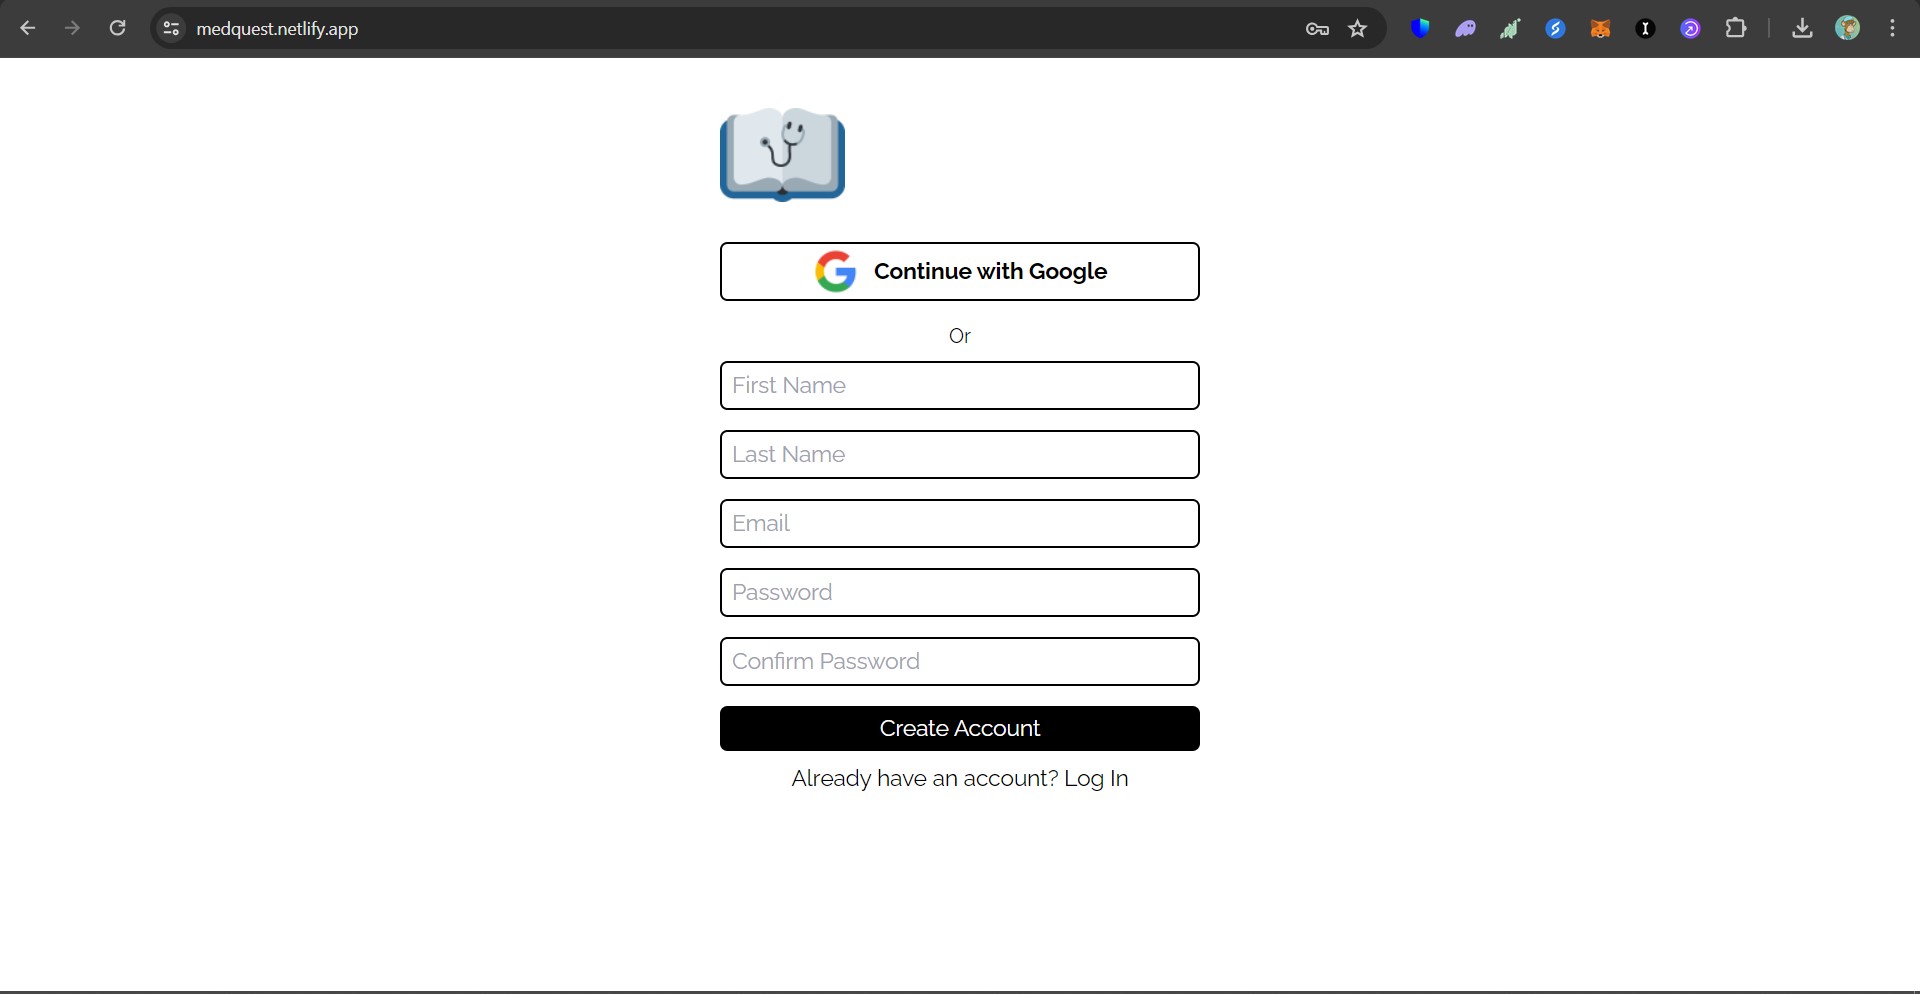 medquest.netlify.app
Continue with Google
Or
First Name
Last Name
Email
Password
Confirm Password
Create Account
Already have an account? Log In